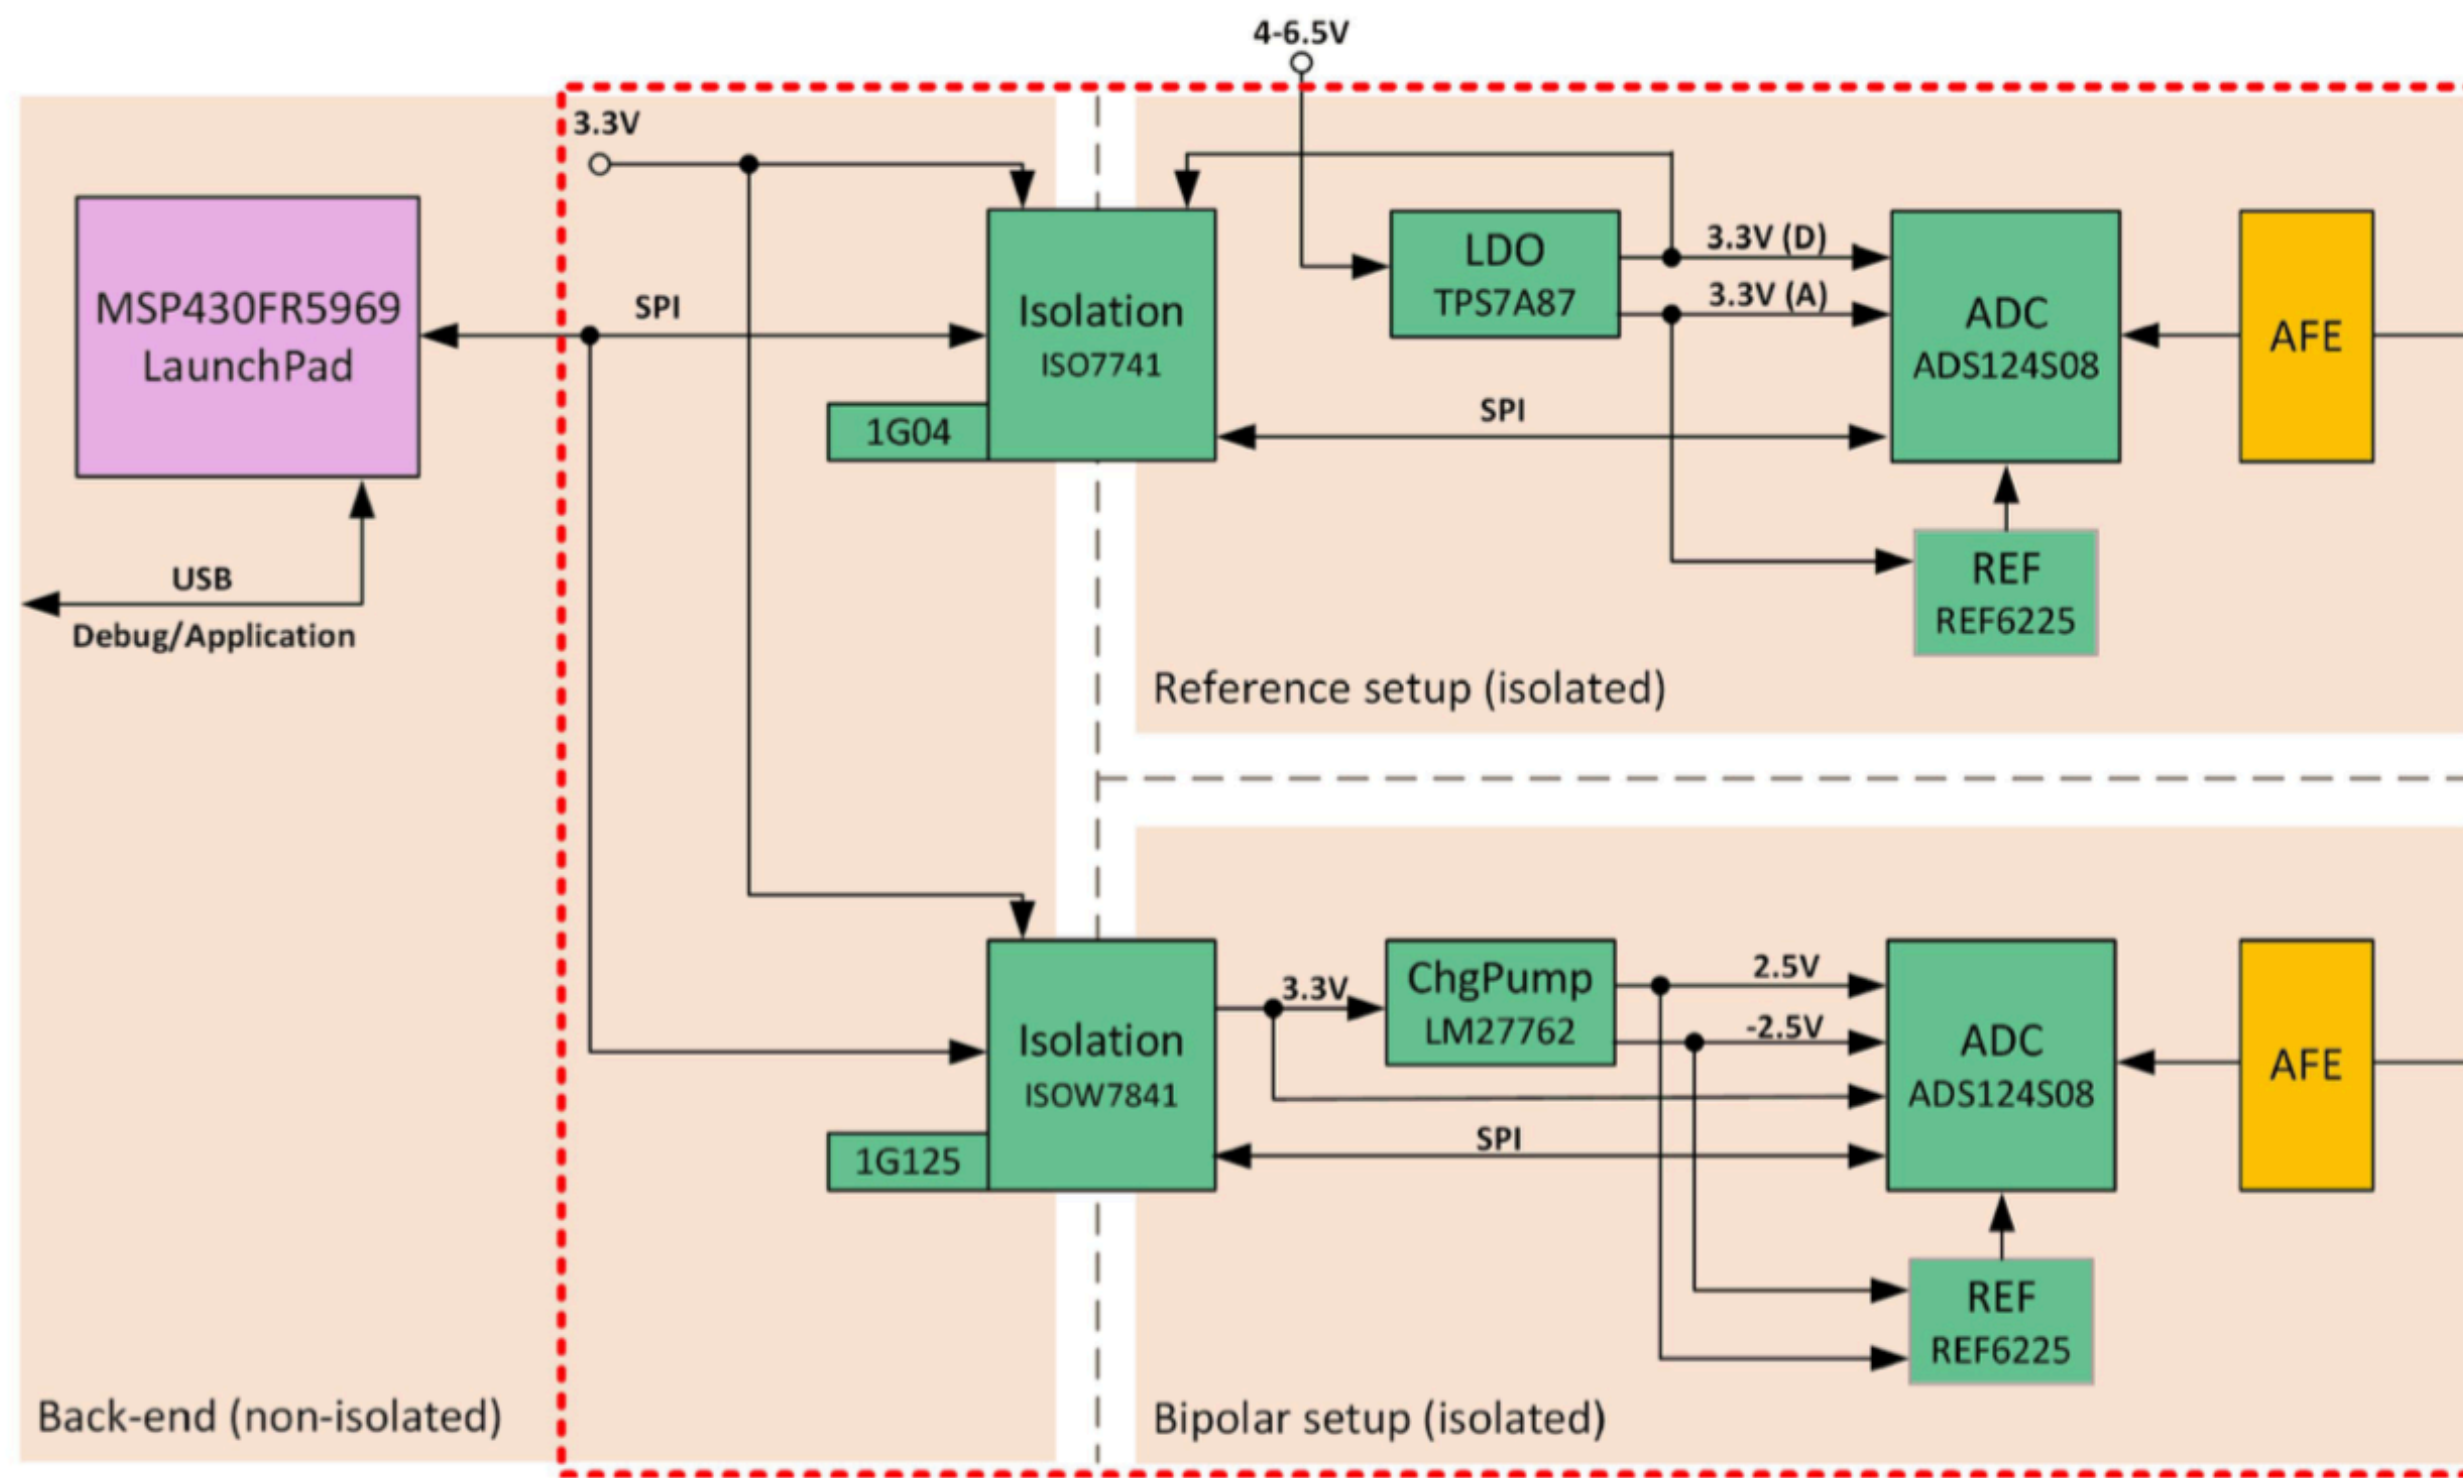 4-6.5V
3.3V
MSP430FR5969
LaunchPad
SPI
Isolation
ISO7741
1G04
LDO
TPS7A87
3.3V (D)
3.3V (A)
ADC
ADS124S08
AFE
SPI
REF
REF6225
USB
Debug/Application
Reference setup (isolated)
Isolation
ISOW7841
1G125
3.3V
ChgPump
LM27762
2.5V
-2.5V
ADC
ADS124S08
AFE
SPI
REF
REF6225
Back-end (non-isolated)
Bipolar setup (isolated)